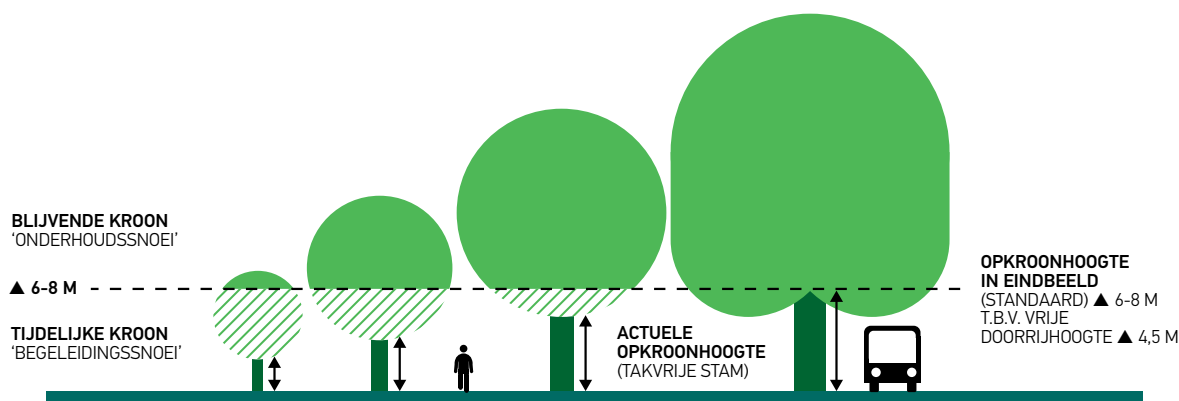 BLIJVENDE KROON
'ONDERHOUDSSNOEI'
▲ 6-8 M
TIJDELIJKE KROON
'BEGELEIDINGSSNOEI'
ACTUELE
OPKROONHOOGTE
(TAKVRIJE STAM)
OPKROONHOOGTE
IN EINDBEELD
(STANDAARD) ▲ 6-8 M
T.B.V. VRIJE
DOORRIJHOOGTE ▲ 4,5 M